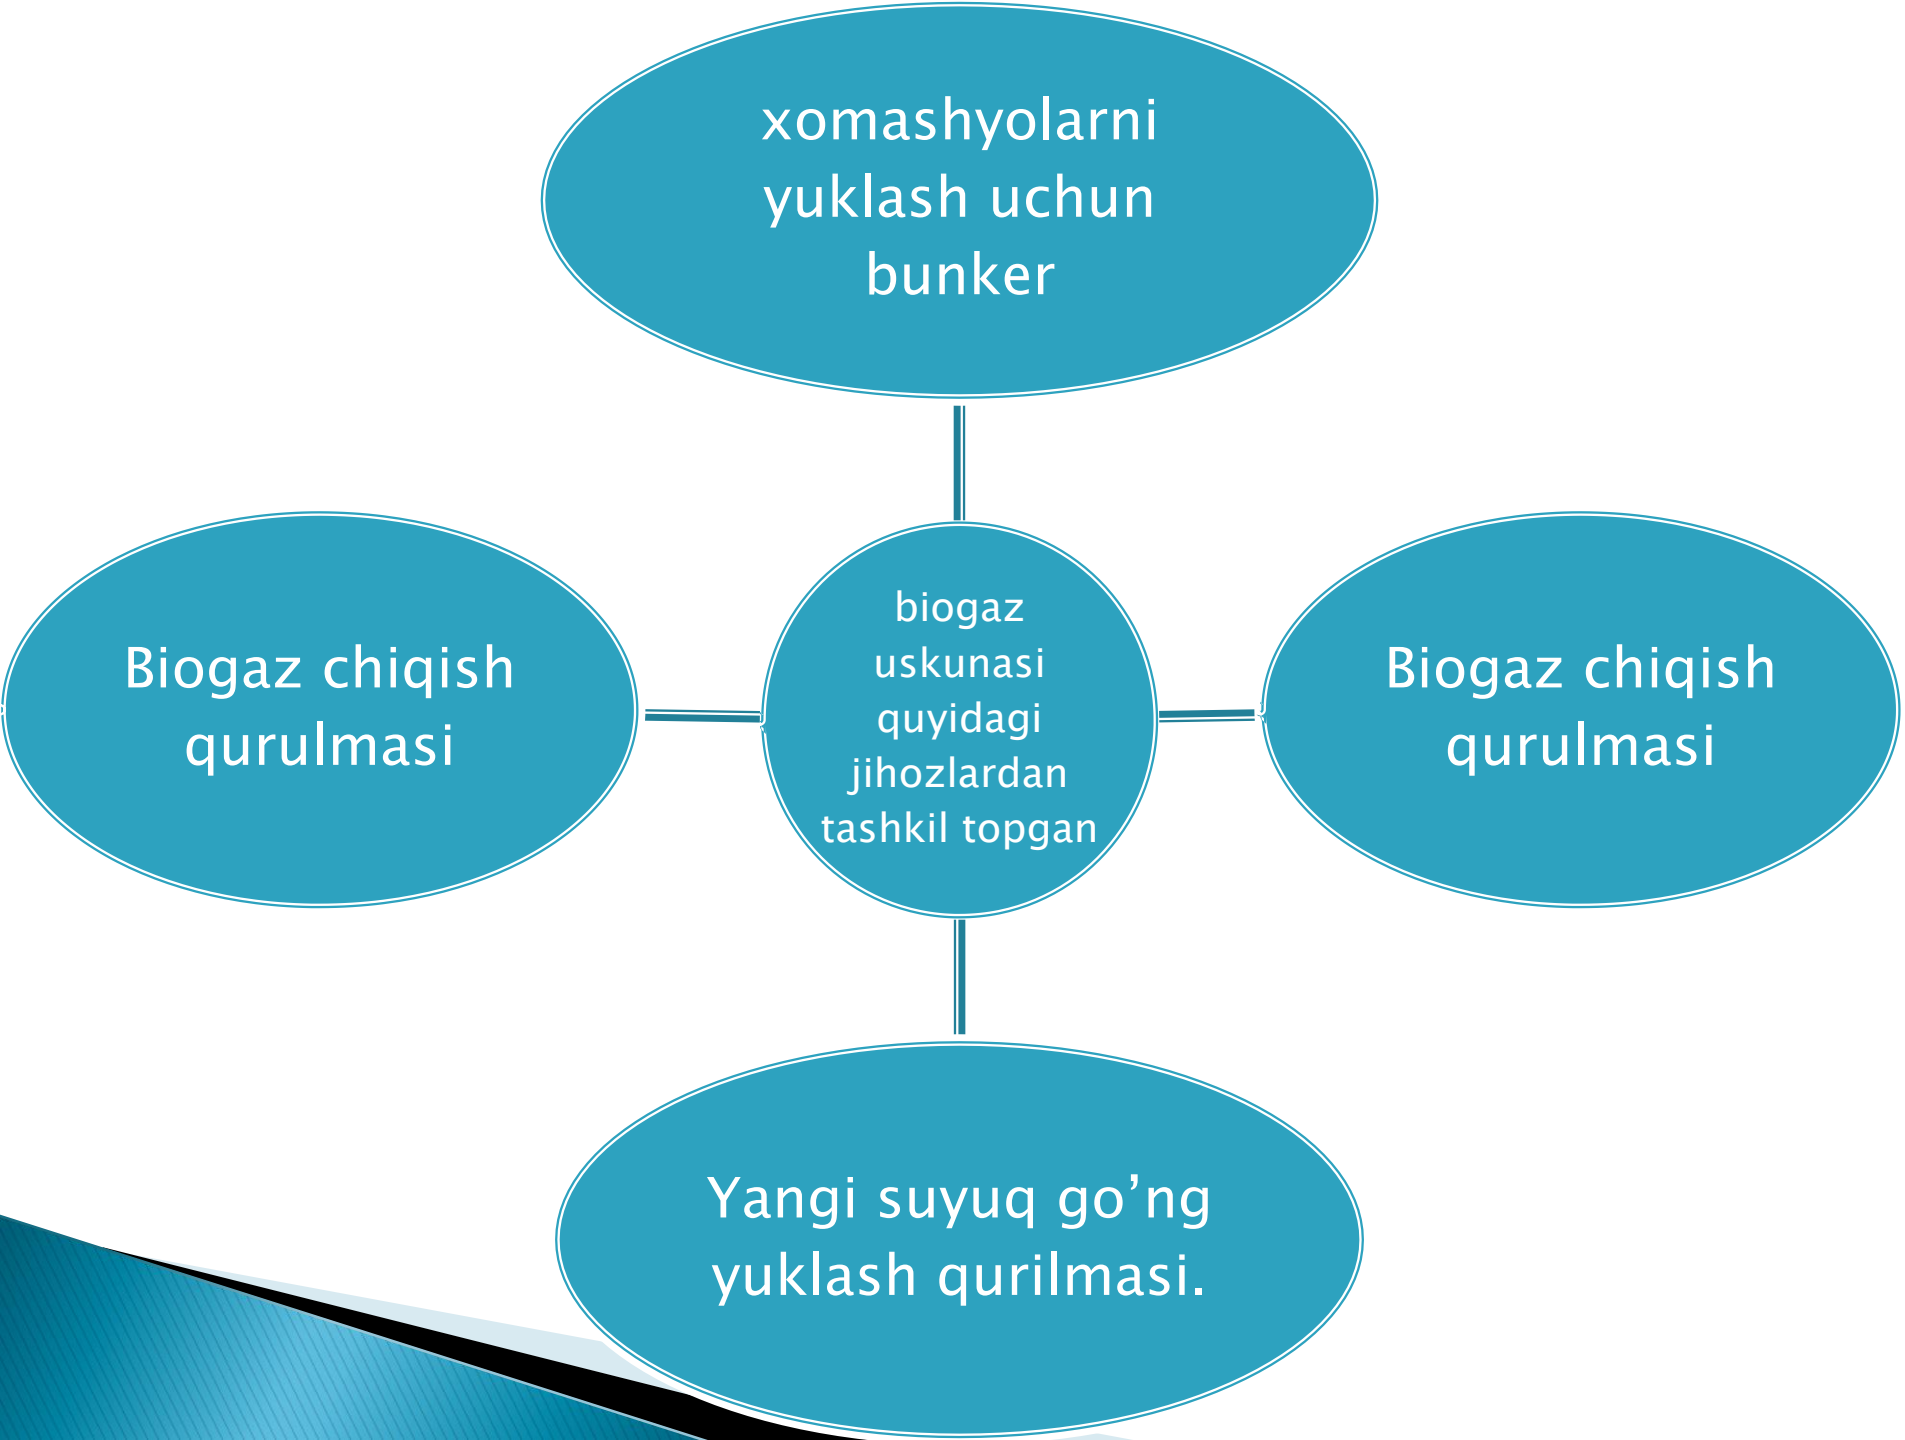 xomashyolarni
yuklash uchun
bunker
Biogaz chiqish
qurulmasi
biogaz
uskunasi
quyidagi
jihozlardan
tashkil topgan
Biogaz chiqish
qurulmasi
Yangi suyuq go’ng
yuklash qurilmasi.